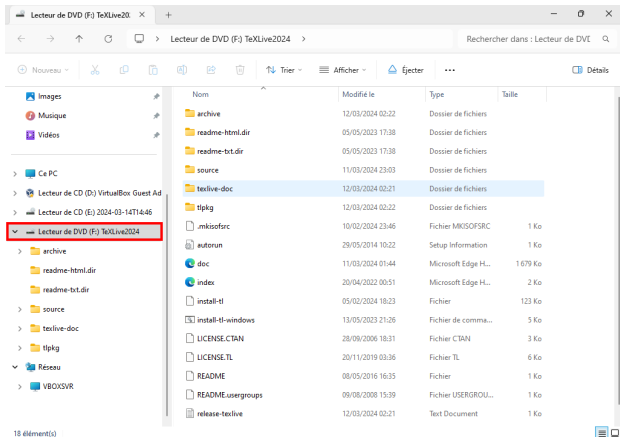 Lecteur de DVD (F:) TeXLive20
Lecteur de DVD (F:) TeXLive2024
Rechercher dans : Lecteur de DVD
Nouveau
Trier
Afficher
Éjecter
Détails
Images
Musique
Vidéos
Ce PC
Lecteur de CD (D:) VirtualBox Guest Ad
Lecteur de CD (E:) 2024-03-14T14:46
Lecteur de DVD (F:) TeXLive2024
archive
readme-html.dir
readme-txt.dir
source
texlive-doc
tlpkg
Réseau
VBOXSVR
Nom Modifié le Type Taille
archive 12/03/2024 02:22 Dossier de fichiers
readme-html.dir 05/05/2023 17:38 Dossier de fichiers
readme-txt.dir 05/05/2023 17:38 Dossier de fichiers
source 11/03/2024 23:03 Dossier de fichiers
texlive-doc 12/03/2024 02:21 Dossier de fichiers
tlpkg 12/03/2024 02:22 Dossier de fichiers
.mkisofsrc 10/02/2024 23:46 Fichier MKISOFSRC 1 Ko
autorun 29/05/2014 10:22 Setup Information 1 Ko
doc 11/03/2024 01:44 Microsoft Edge H... 1 679 Ko
index 20/04/2022 00:51 Microsoft Edge H... 2 Ko
install-tl 05/02/2024 18:23 Fichier 123 Ko
install-tl-windows 13/05/2023 21:26 Fichier de comma... 5 Ko
LICENSE.CTAN 28/09/2006 18:31 Fichier CTAN 3 Ko
LICENSE.TL 20/11/2019 03:36 Fichier TL 6 Ko
README 08/05/2016 16:35 Fichier 1 Ko
README.usergroups 09/08/2008 15:39 Fichier USERGROU... 1 Ko
release-texlive 12/03/2024 02:21 Text Document 1 Ko
18 élément(s)